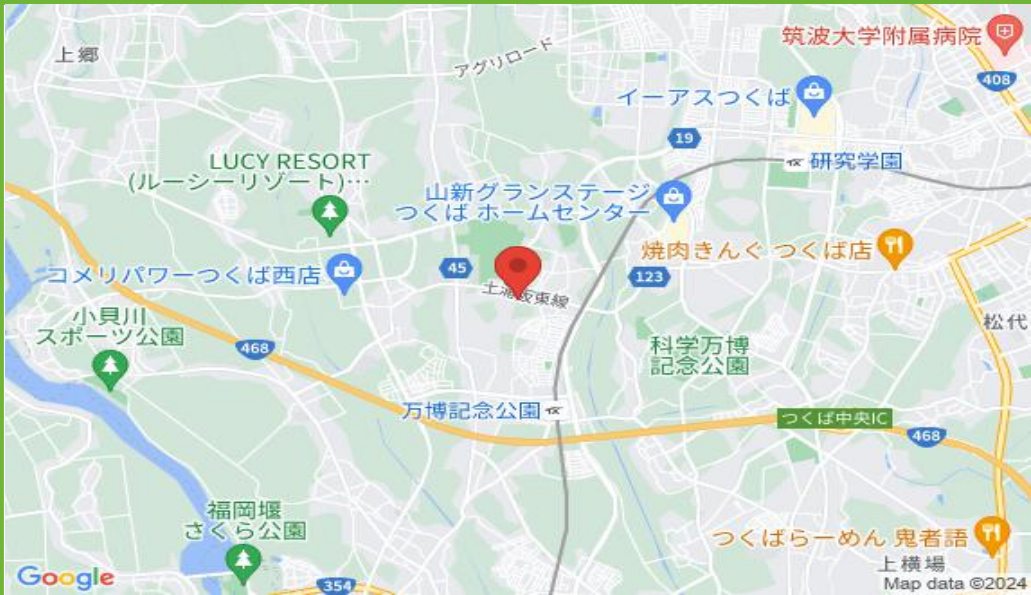 筑波大学附属病院
上郷
アグリロード
408
イーアスつくば
19
研究学園
LUCY RESORT
(ルーシーリゾート)…
山新グランステージ
つくば ホームセンター
焼肉きんぐ つくば店
45
123
コメリパワーつくば西店
土浦坂東線
小貝川
スポーツ公園
松代
468
科学万博
記念公園
万博記念公園
つくば中央IC
468
福岡堰
さくら公園
つくばらーめん 鬼者語
上横場
354
Google
Map data ©2024